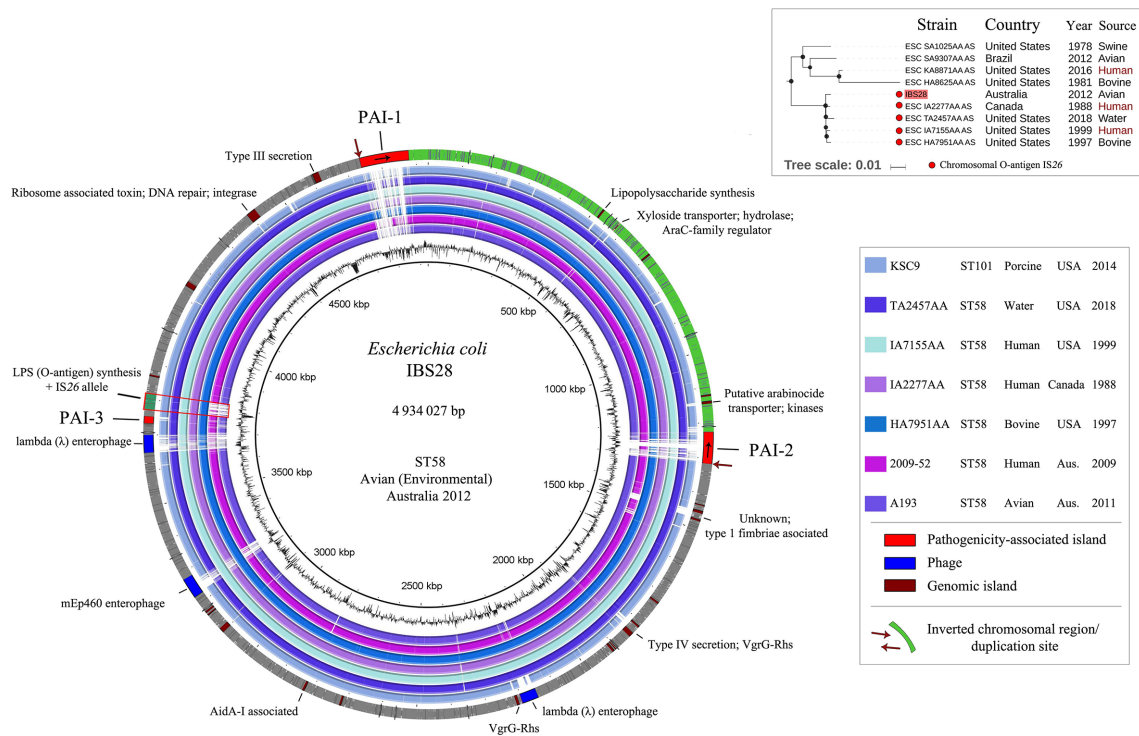 Strain Country Year Source
ESC SA1025AA AS United States 1978 Swine
ESC SA9307AA AS Brazil 2012 Avian
ESC KA8871AA AS United States 2016 Human
ESC HA8625AA AS United States 1981 Bovine
IBS28 Australia 2012 Avian
ESC IA2277AA AS Canada 1988 Human
ESC TA2457AA AS United States 2018 Water
ESC IA7155AA AS United States 1999 Human
ESC HA7951AA AS United States 1997 Bovine
Tree scale: 0.01
Chromosomal O-antigen IS26
PAI-1
Type III secretion
Ribosome associated toxin; DNA repair; integrase
Lipopolysaccharide synthesis
Xyloside transporter; hydrolase;
AraC-family regulator
LPS (O-antigen) synthesis
+ IS26 allele
PAI-3
lambda (λ) enterophage
Putative arabinocide
transporter; kinases
PAI-2
Unknown;
type 1 fimbriae asociated
mEp460 enterophage
Type IV secretion; VgrG-Rhs
AidA-I associated
VgrG-Rhs
lambda (λ) enterophage
500 kbp
1000 kbp
1500 kbp
2000 kbp
2500 kbp
3000 kbp
3500 kbp
4000 kbp
4500 kbp
Escherichia coli
IBS28
4 934 027 bp
ST58
Avian (Environmental)
Australia 2012
KSC9 ST101 Porcine USA 2014
TA2457AA ST58 Water USA 2018
IA7155AA ST58 Human USA 1999
IA2277AA ST58 Human Canada 1988
HA7951AA ST58 Bovine USA 1997
2009-52 ST58 Human Aus. 2009
A193 ST58 Avian Aus. 2011
Pathogenicity-associated island
Phage
Genomic island
Inverted chromosomal region/
duplication site